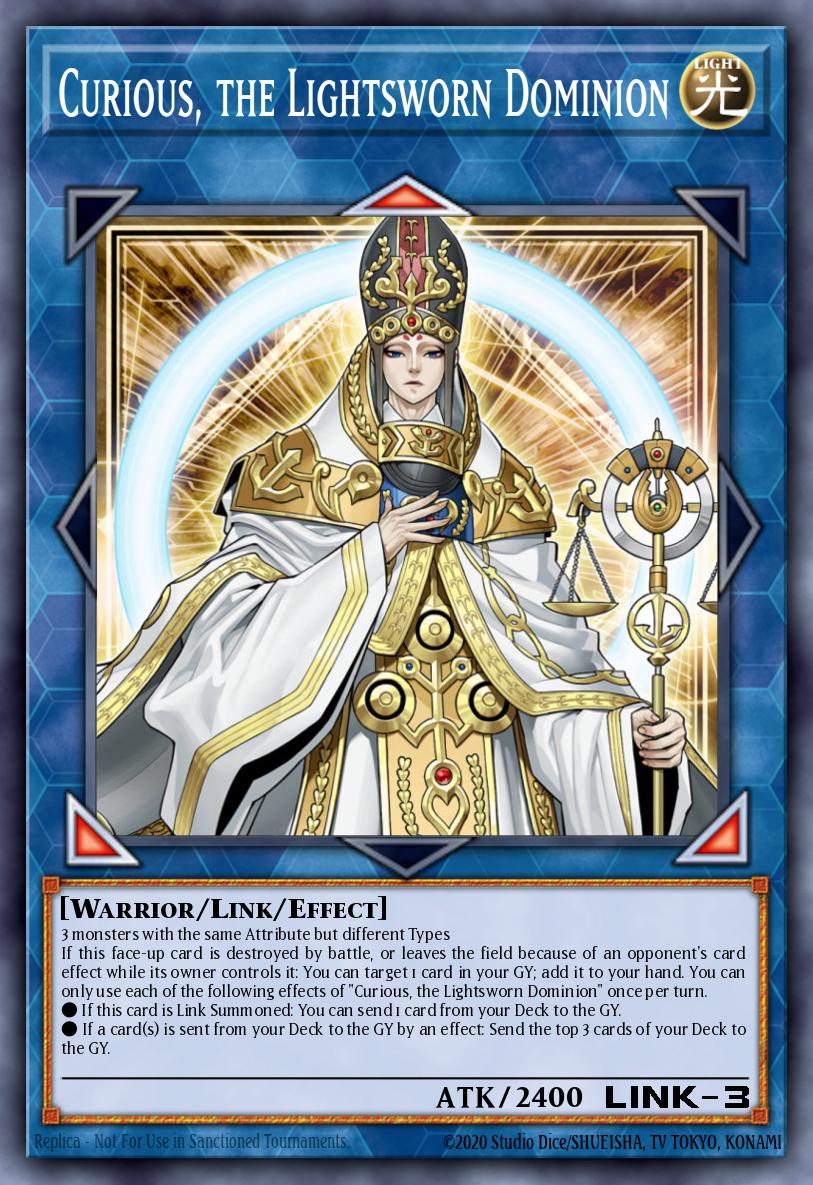 Curious, the Lightsworn Dominion
LIGHT
光
[Warrior/Link/Effect]
3 monsters with the same Attribute but different Types
If this face-up card is destroyed by battle, or leaves the field because of an opponent's card
effect while its owner controls it: You can target 1 card in your GY; add it to your hand. You can
only use each of the following effects of "Curious, the Lightsworn Dominion" once per turn.
● If this card is Link Summoned: You can send 1 card from your Deck to the GY.
● If a card(s) is sent from your Deck to the GY by an effect: Send the top 3 cards of your Deck to
the GY.
ATK/2400 LINK-3
Replica - Not For Use in Sanctioned Tournaments. ©2020 Studio Dice/SHUEISHA, TV TOKYO, KONAMI